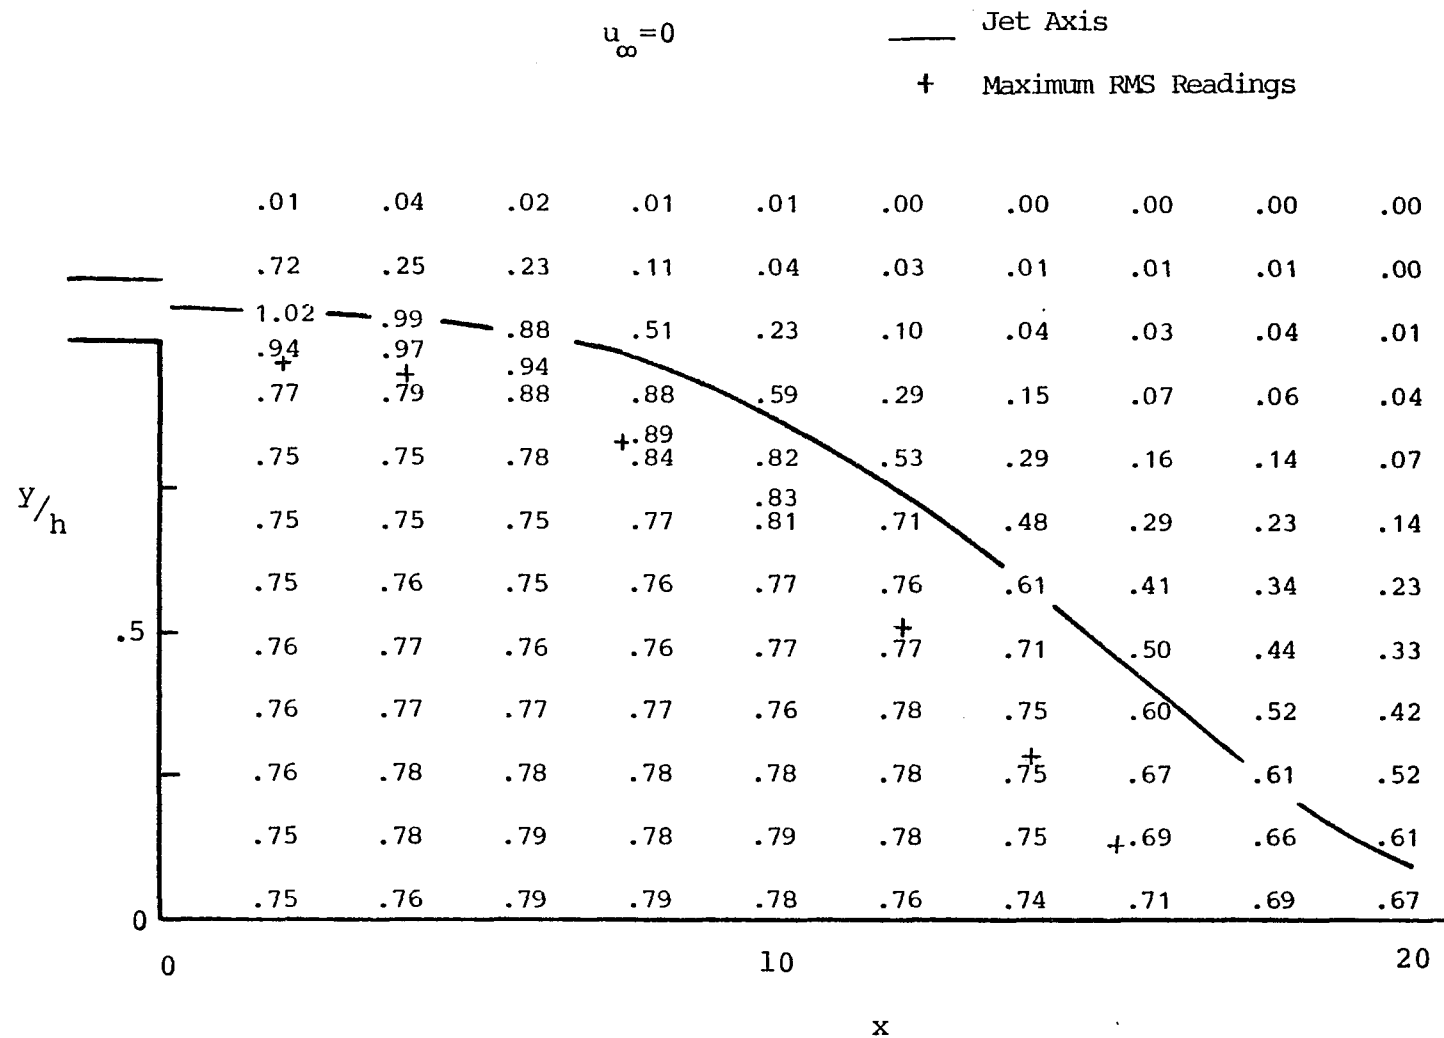 u∞=0
Jet Axis
+ Maximum RMS Readings
.01 .04 .02 .01 .01 .00 .00 .00 .00 .00
.72 .25 .23 .11 .04 .03 .01 .01 .01 .00
1.02 .99 .88 .51 .23 .10 .04 .03 .04 .01
.94 .97 .94
.77 .79 .88 .88 .59 .29 .15 .07 .06 .04
.89
.75 .75 .78 .84 .82 .53 .29 .16 .14 .07
.83
y/h
.75 .75 .75 .77 .81 .71 .48 .29 .23 .14
.75 .76 .75 .76 .77 .76 .61 .41 .34 .23
.5
.76 .77 .76 .76 .77 .77 .71 .50 .44 .33
.76 .77 .77 .77 .76 .78 .75 .60 .52 .42
.76 .78 .78 .78 .78 .78 .75 .67 .61 .52
.75 .78 .79 .78 .79 .78 .75 .69 .66 .61
.75 .76 .79 .79 .78 .76 .74 .71 .69 .67
0
0 10 20
x